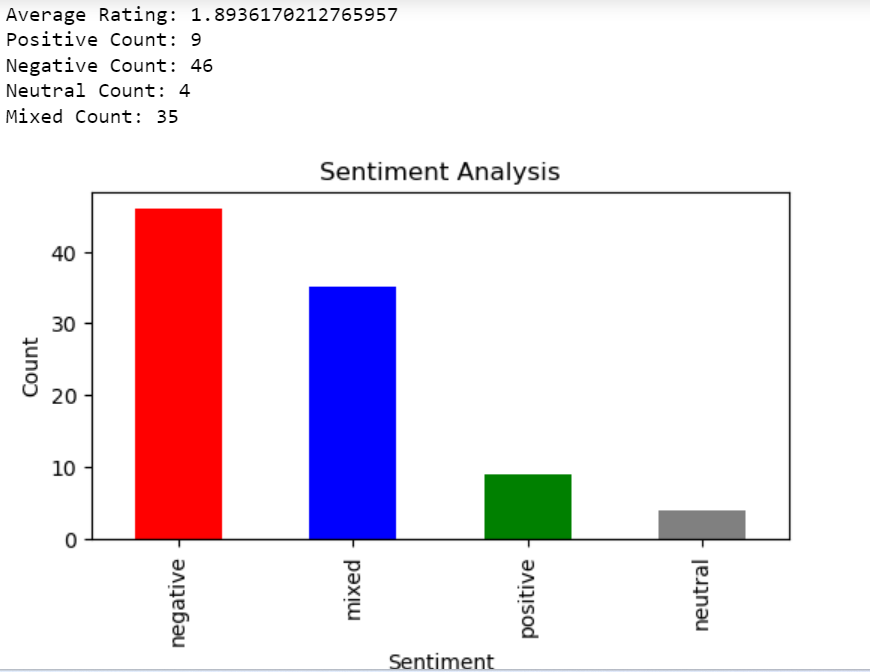 Average Rating: 1.8936170212765957
Positive Count: 9
Negative Count: 46
Neutral Count: 4
Mixed Count: 35
Sentiment Analysis
Count
40
30
20
10
0
negative
mixed
positive
neutral
Sentiment